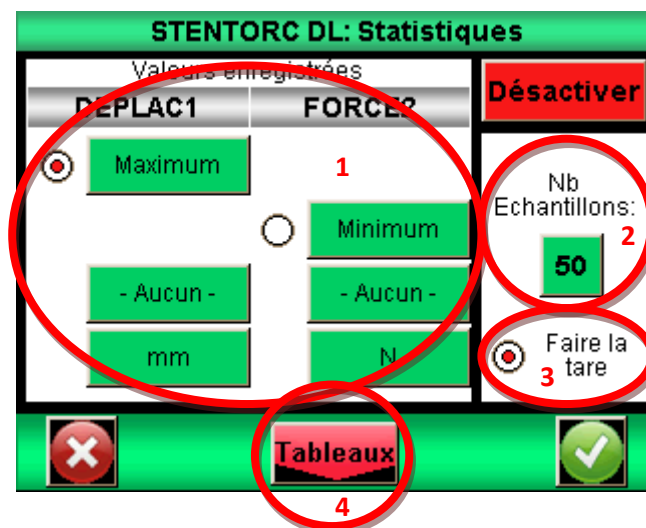 STENTORC DL: Statistiques
Valeurs enregistrées
DEPLAC1
FORCE2
Désactiver
Maximum
1
Minimum
- Aucun -
- Aucun -
mm
N
Nb
Echantillons:
2
50
Faire la
tare
3
Tableaux
4